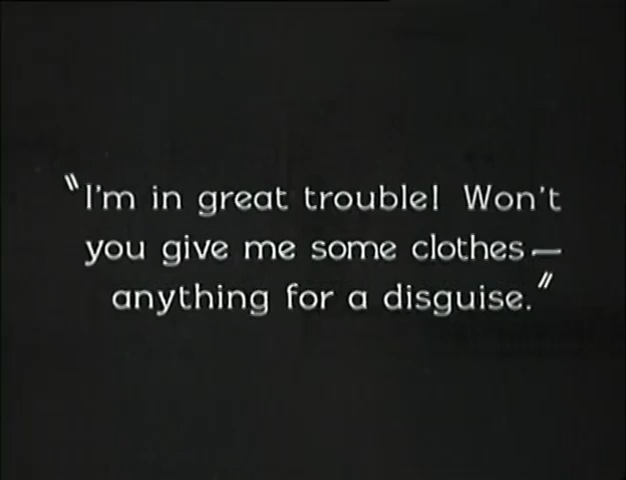 "I'm in great trouble! Won't
you give me some clothes—
anything for a disguise."